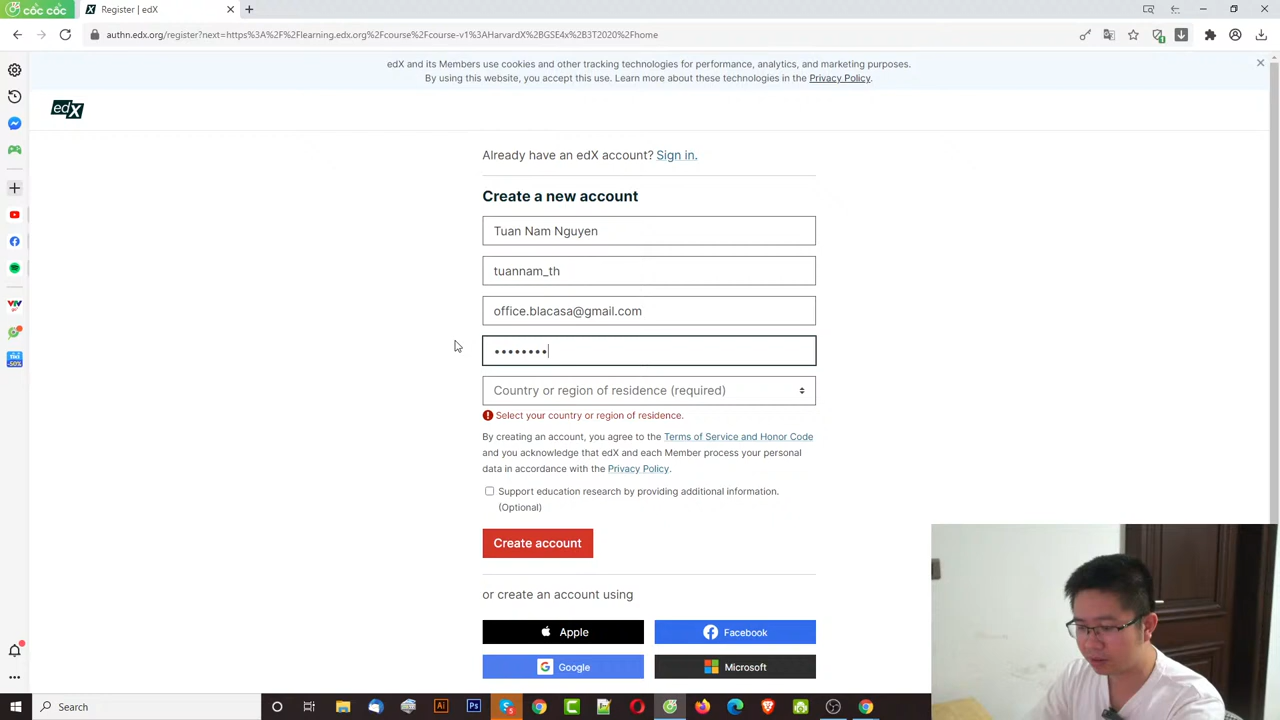 cốc cốc
Register | edX
authn.edx.org/register?next=https%3A%2F%2Flearning.edx.org%2Fcourse%2Fcourse-v1%3AHarvardX%2BGSE4x%2B3T2020%2Fhome
edX and its Members use cookies and other tracking technologies for performance, analytics, and marketing purposes.
By using this website, you accept this use. Learn more about these technologies in the Privacy Policy.
edX
Already have an edX account? Sign in.
Create a new account
Tuan Nam Nguyen
tuannam_th
office.blacasa@gmail.com
Country or region of residence (required)
Select your country or region of residence.
By creating an account, you agree to the Terms of Service and Honor Code
and you acknowledge that edX and each Member process your personal
data in accordance with the Privacy Policy.
Support education research by providing additional information.
(Optional)
Create account
or create an account using
Apple
Facebook
Google
Microsoft
Search